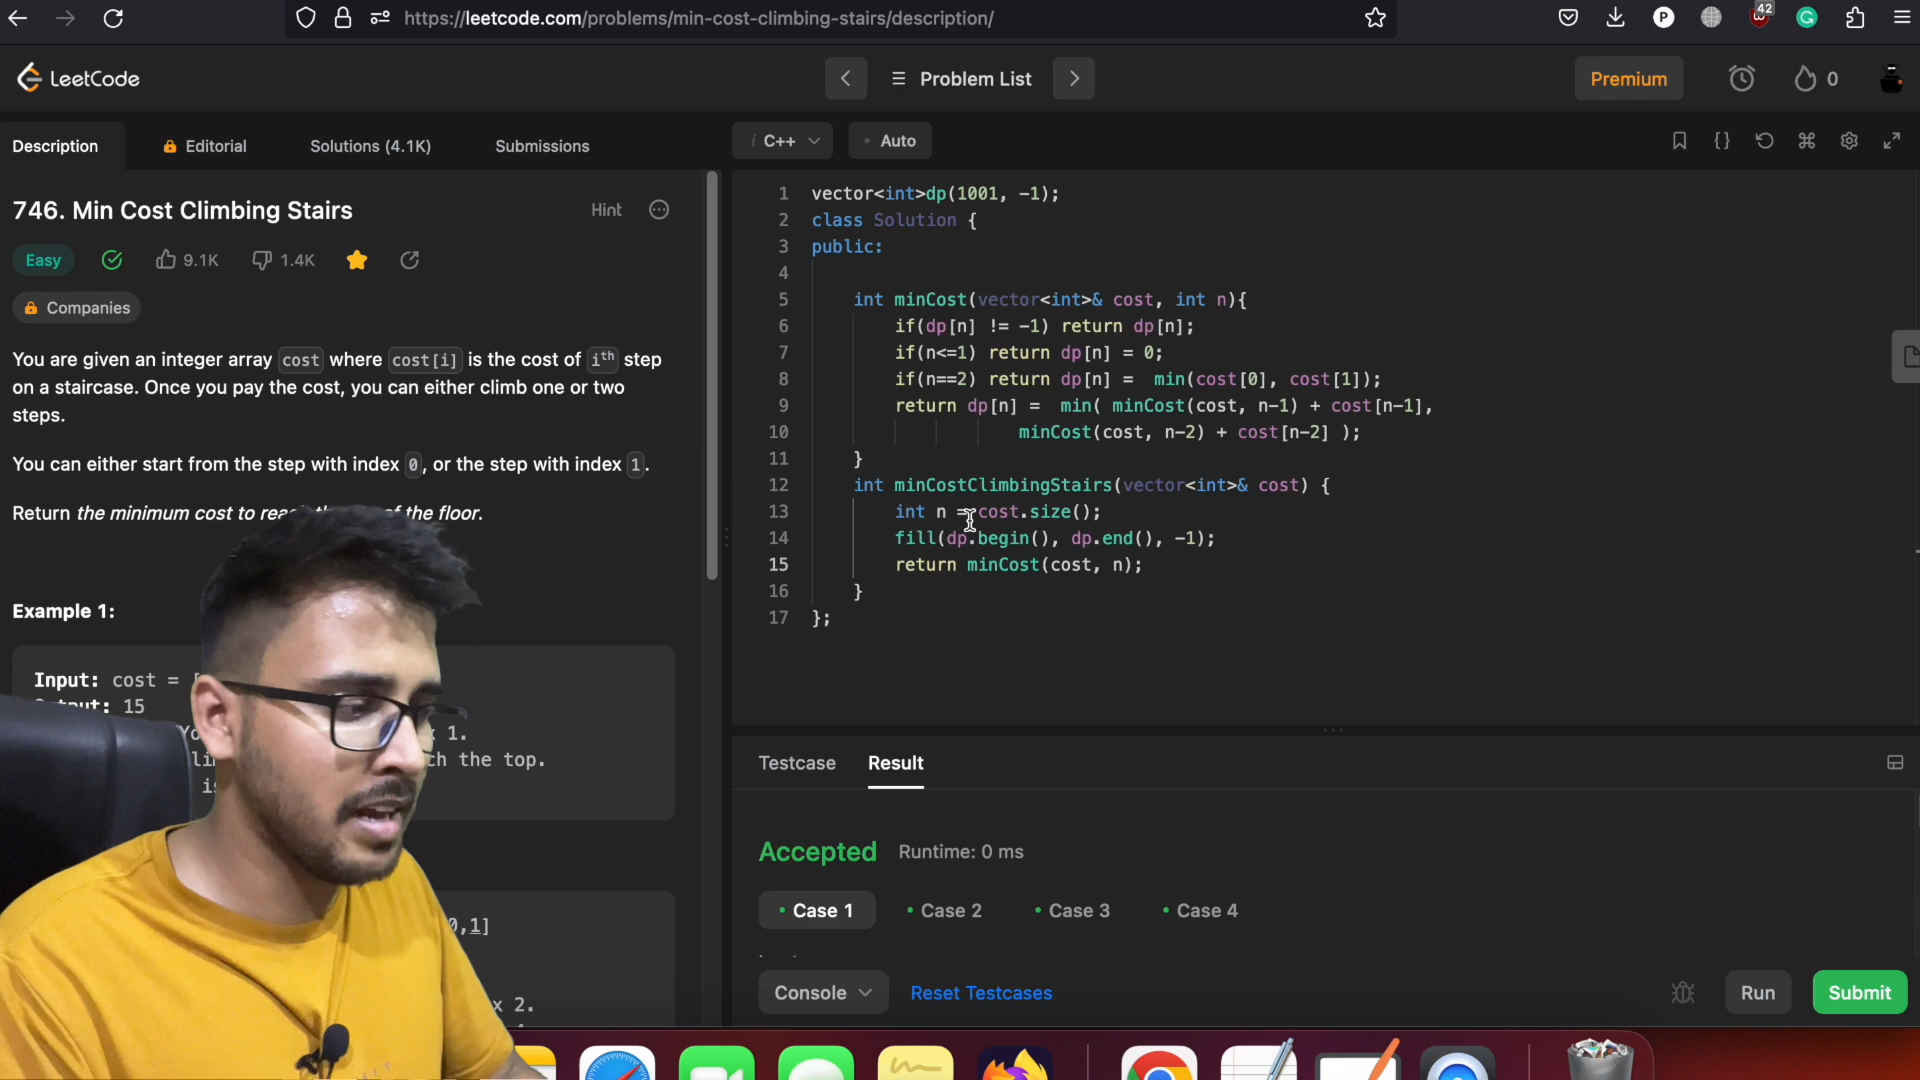 https://leetcode.com/problems/min-cost-climbing-stairs/description/
P
42
G
LeetCode
Problem List
Premium
0
Description
Editorial
Solutions (4.1K)
Submissions
746. Min Cost Climbing Stairs
Hint
Easy
9.1K
1.4K
Companies
You are given an integer array cost where cost[i] is the cost of ith step
on a staircase. Once you pay the cost, you can either climb one or two
steps.
You can either start from the step with index 0, or the step with index 1.
Return the minimum cost to of the floor.
Example 1:
Input: cost = [
15
1.
the top.
0,1]
2.
i C++
Auto
1 vector<int>dp(1001, -1);
2 class Solution {
3 public:
4
5 int minCost(vector<int>& cost, int n){
6 if(dp[n] != -1) return dp[n];
7 if(n<=1) return dp[n] = 0;
8 if(n==2) return dp[n] = min(cost[0], cost[1]);
9 return dp[n] = min( minCost(cost, n-1) + cost[n-1],
10 minCost(cost, n-2) + cost[n-2] );
11 }
12 int minCostClimbingStairs(vector<int>& cost) {
13 int n = cost.size();
14 fill(dp.begin(), dp.end(), -1);
15 return minCost(cost, n);
16 }
17 };
Testcase
Result
Accepted
Runtime: 0 ms
Case 1
Case 2
Case 3
Case 4
Console
Reset Testcases
Run
Submit